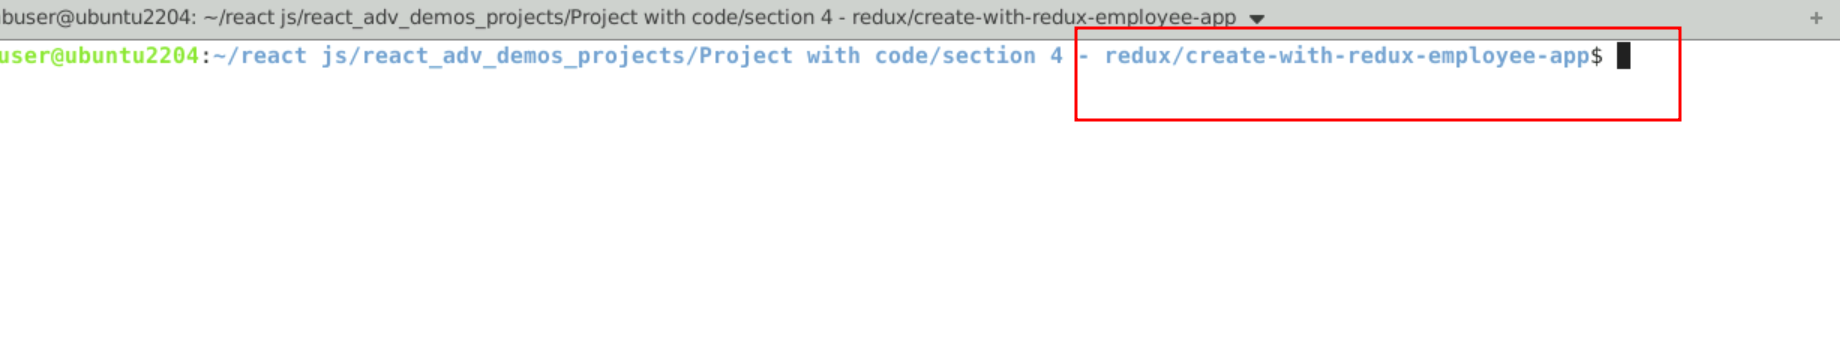 buser@ubuntu2204: ~/react js/react_adv_demos_projects/Project with code/section 4 - redux/create-with-redux-employee-app
user@ubuntu2204:~/react js/react_adv_demos_projects/Project with code/section 4 - redux/create-with-redux-employee-app$